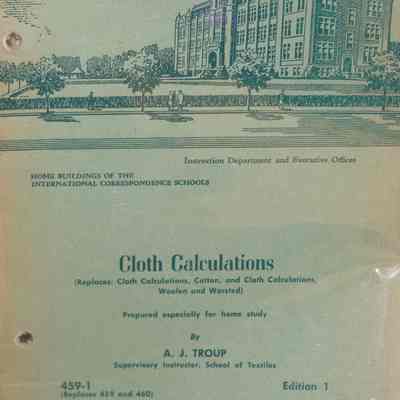 Instruction Department and Executive Offices
HOME BUILDINGS OF THE
INTERNATIONAL CORRESPONDENCE SCHOOLS
Cloth Calculations
(Replaces: Cloth Calculations, Cotton, and Cloth Calculations,
Woolen and Worsted)
Prepared especially for home study
By
A. J. TROUP
Supervisory Instructor, School of Textiles
459-1
Edition 1
(Replaces 459 and 460)